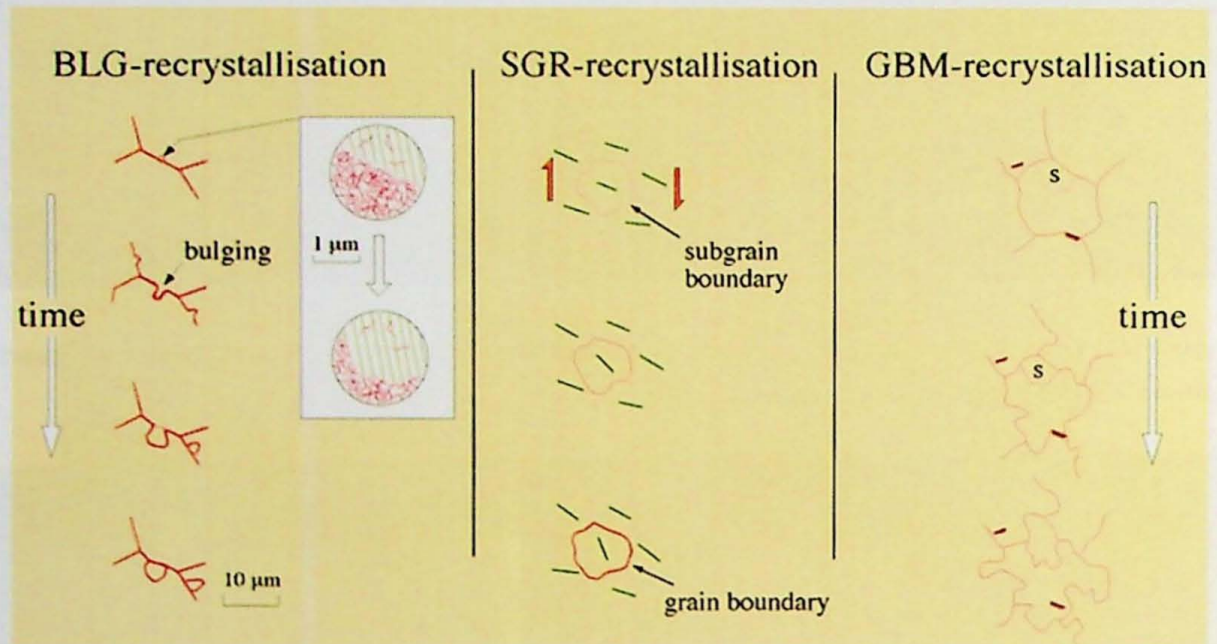 BLG-recrystallisation
SGR-recrystallisation
GBM-recrystallisation
time
bulging
1 µm
10 µm
subgrain
boundary
grain boundary
s
s
time